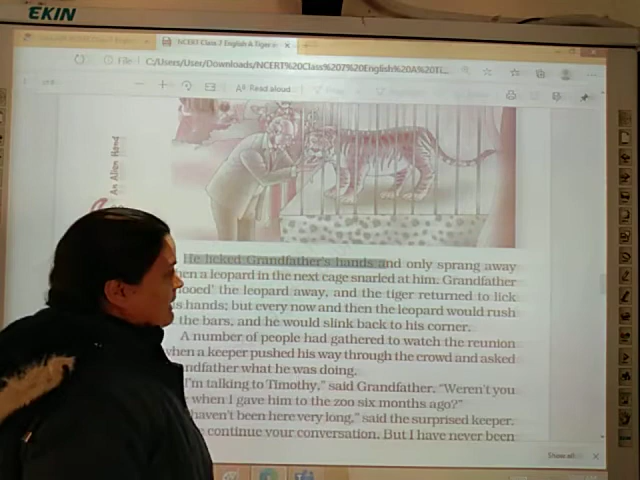 EKIN
NCERT Class 7 English A Tiger in
File C:/Users/User/Downloads/NCERT%20Class%207%20English%20A%20Ti...
Read aloud
An Alien Hand
He licked Grandfather's hands and only sprang away
a leopard in the next cage snarled at him. Grandfather
the leopard away, and the tiger returned to lick
hands; but every now and then the leopard would rush
the bars, and he would slink back to his corner.
A number of people had gathered to watch the reunion
when a keeper pushed his way through the crowd and asked
what he was doing.
I'm talking to Timothy," said Grandfather. "Weren't you
when I gave him to the zoo six months ago?"
haven't been here very long," said the surprised keeper.
continue your conversation. But I have never been
Show all